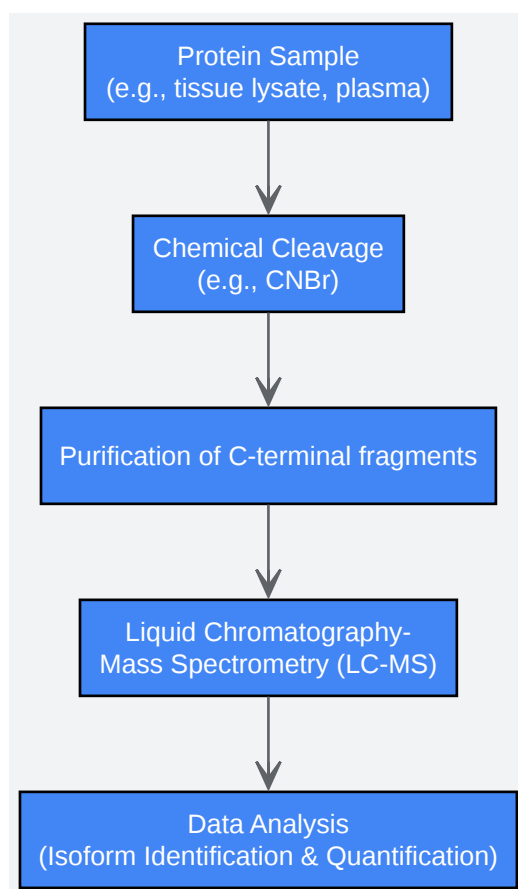 Protein Sample
(e.g., tissue lysate, plasma)
Chemical Cleavage
(e.g., CNBr)
Purification of C-terminal fragments
Liquid Chromatography-
Mass Spectrometry (LC-MS)
Data Analysis
(Isoform Identification & Quantification)